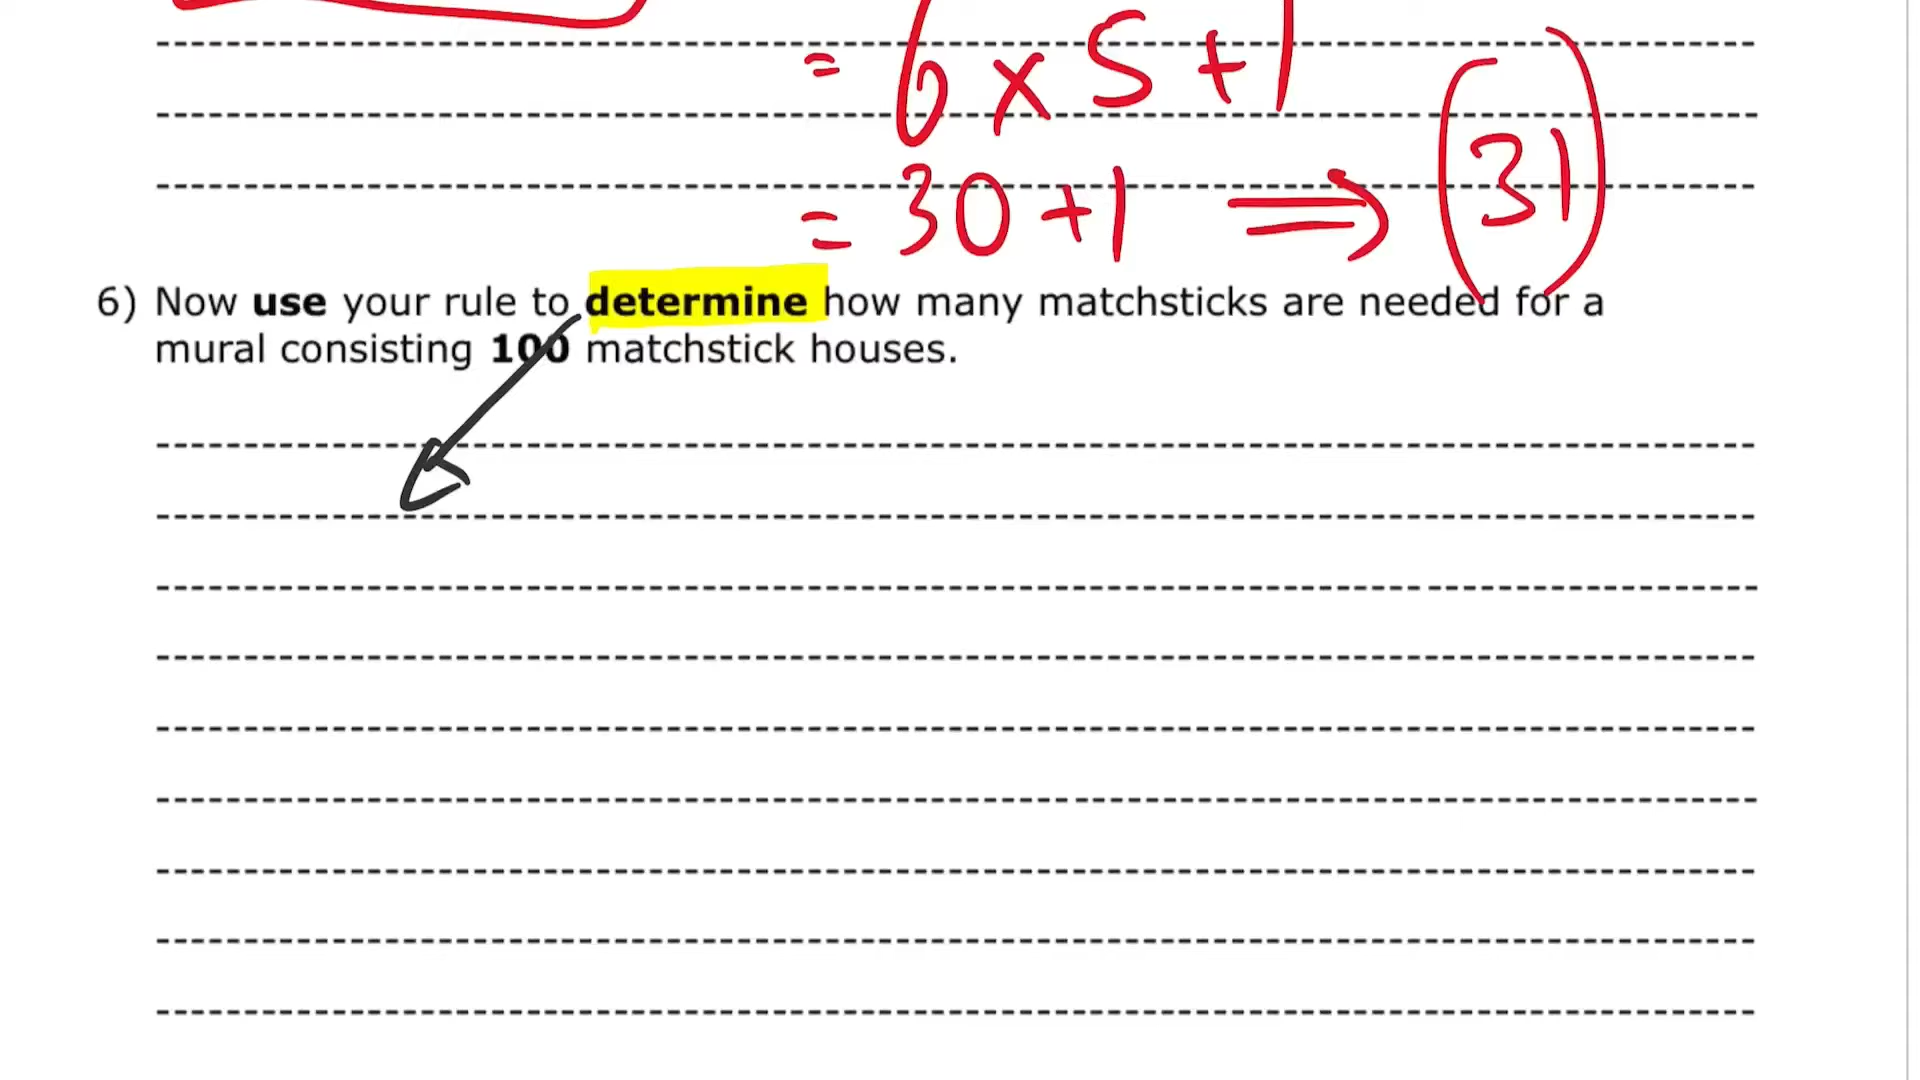 = 6 x 5 + 1
= 30 + 1 ⇒ (31)
6) Now use your rule to determine how many matchsticks are needed for a
mural consisting 100 matchstick houses.